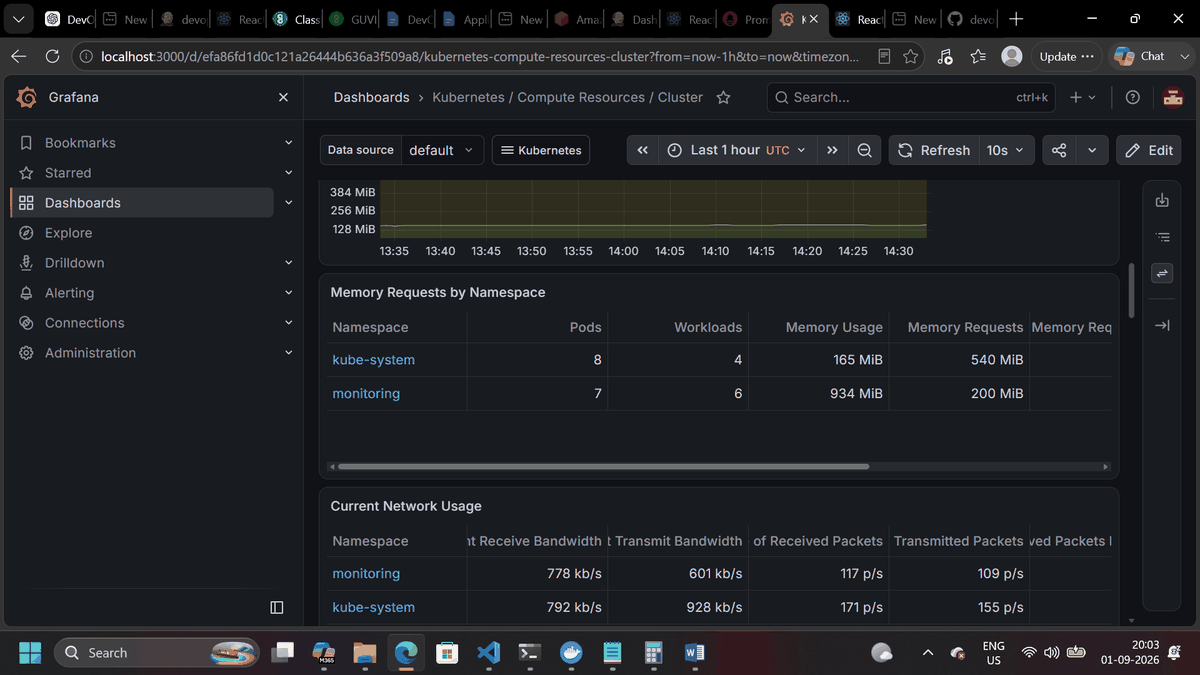 DevO
New
devo
React
Class
GUVI
DevO
Appli
New
Ama
Dash
React
Prom
K
React
New
devo
localhost:3000/d/efa86fd1d0c121a26444b636a3f509a8/kubernetes-compute-resources-cluster?from=now-1h&to=now&timezon...
Update
Chat
Grafana
Dashboards › Kubernetes / Compute Resources / Cluster
Search...
ctrl+k
Bookmarks
Starred
Dashboards
Explore
Drilldown
Alerting
Connections
Administration
Data source default
Kubernetes
Last 1 hour UTC
Refresh 10s
Edit
384 MiB
256 MiB
128 MiB
13:35 13:40 13:45 13:50 13:55 14:00 14:05 14:10 14:15 14:20 14:25 14:30
Memory Requests by Namespace
Namespace Pods Workloads Memory Usage Memory Requests Memory Req
kube-system 8 4 165 MiB 540 MiB
monitoring 7 6 934 MiB 200 MiB
Current Network Usage
Namespace nt Receive Bandwidth t Transmit Bandwidth of Received Packets Transmitted Packets ved Packets
monitoring 778 kb/s 601 kb/s 117 p/s 109 p/s
kube-system 792 kb/s 928 kb/s 171 p/s 155 p/s
Search
M365
ENG
US
20:03
01-09-2026